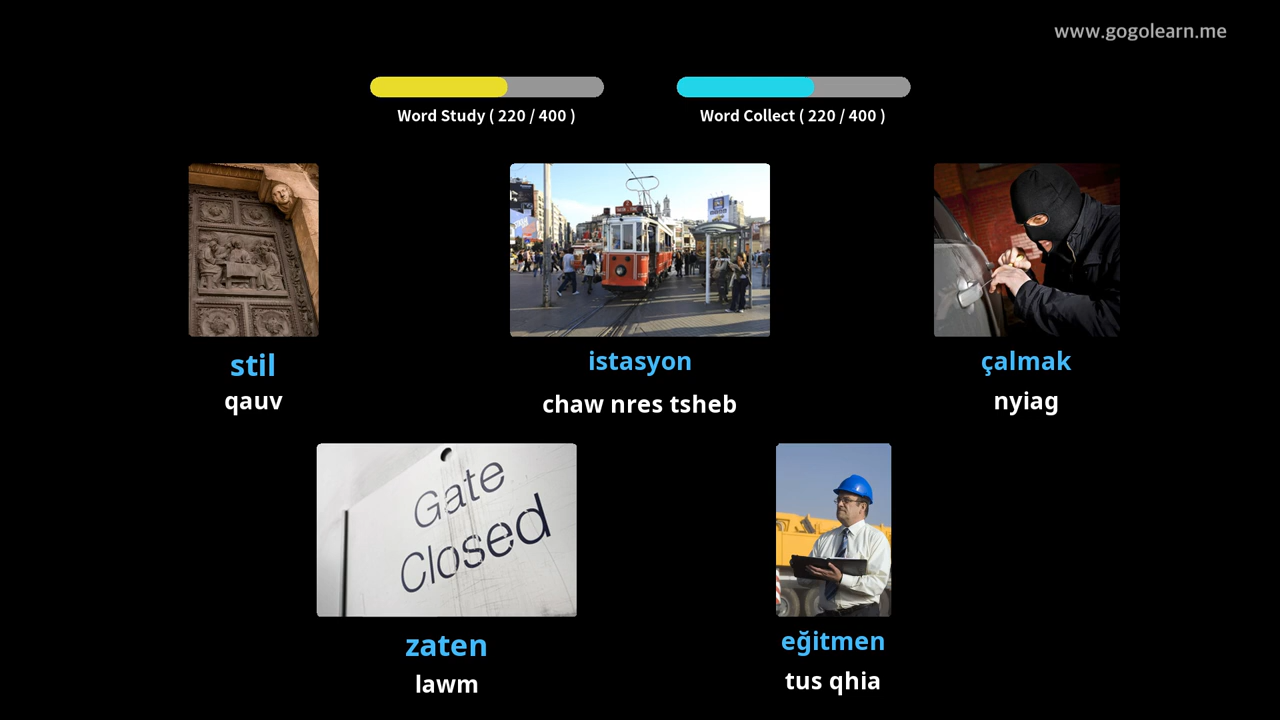 www.gogolearn.me
Word Study ( 220 / 400 )
Word Collect ( 220 / 400 )
stil
qauv
istasyon
chaw nres tsheb
çalmak
nyiag
Gate
Closed
zaten
lawm
eğitmen
tus qhia